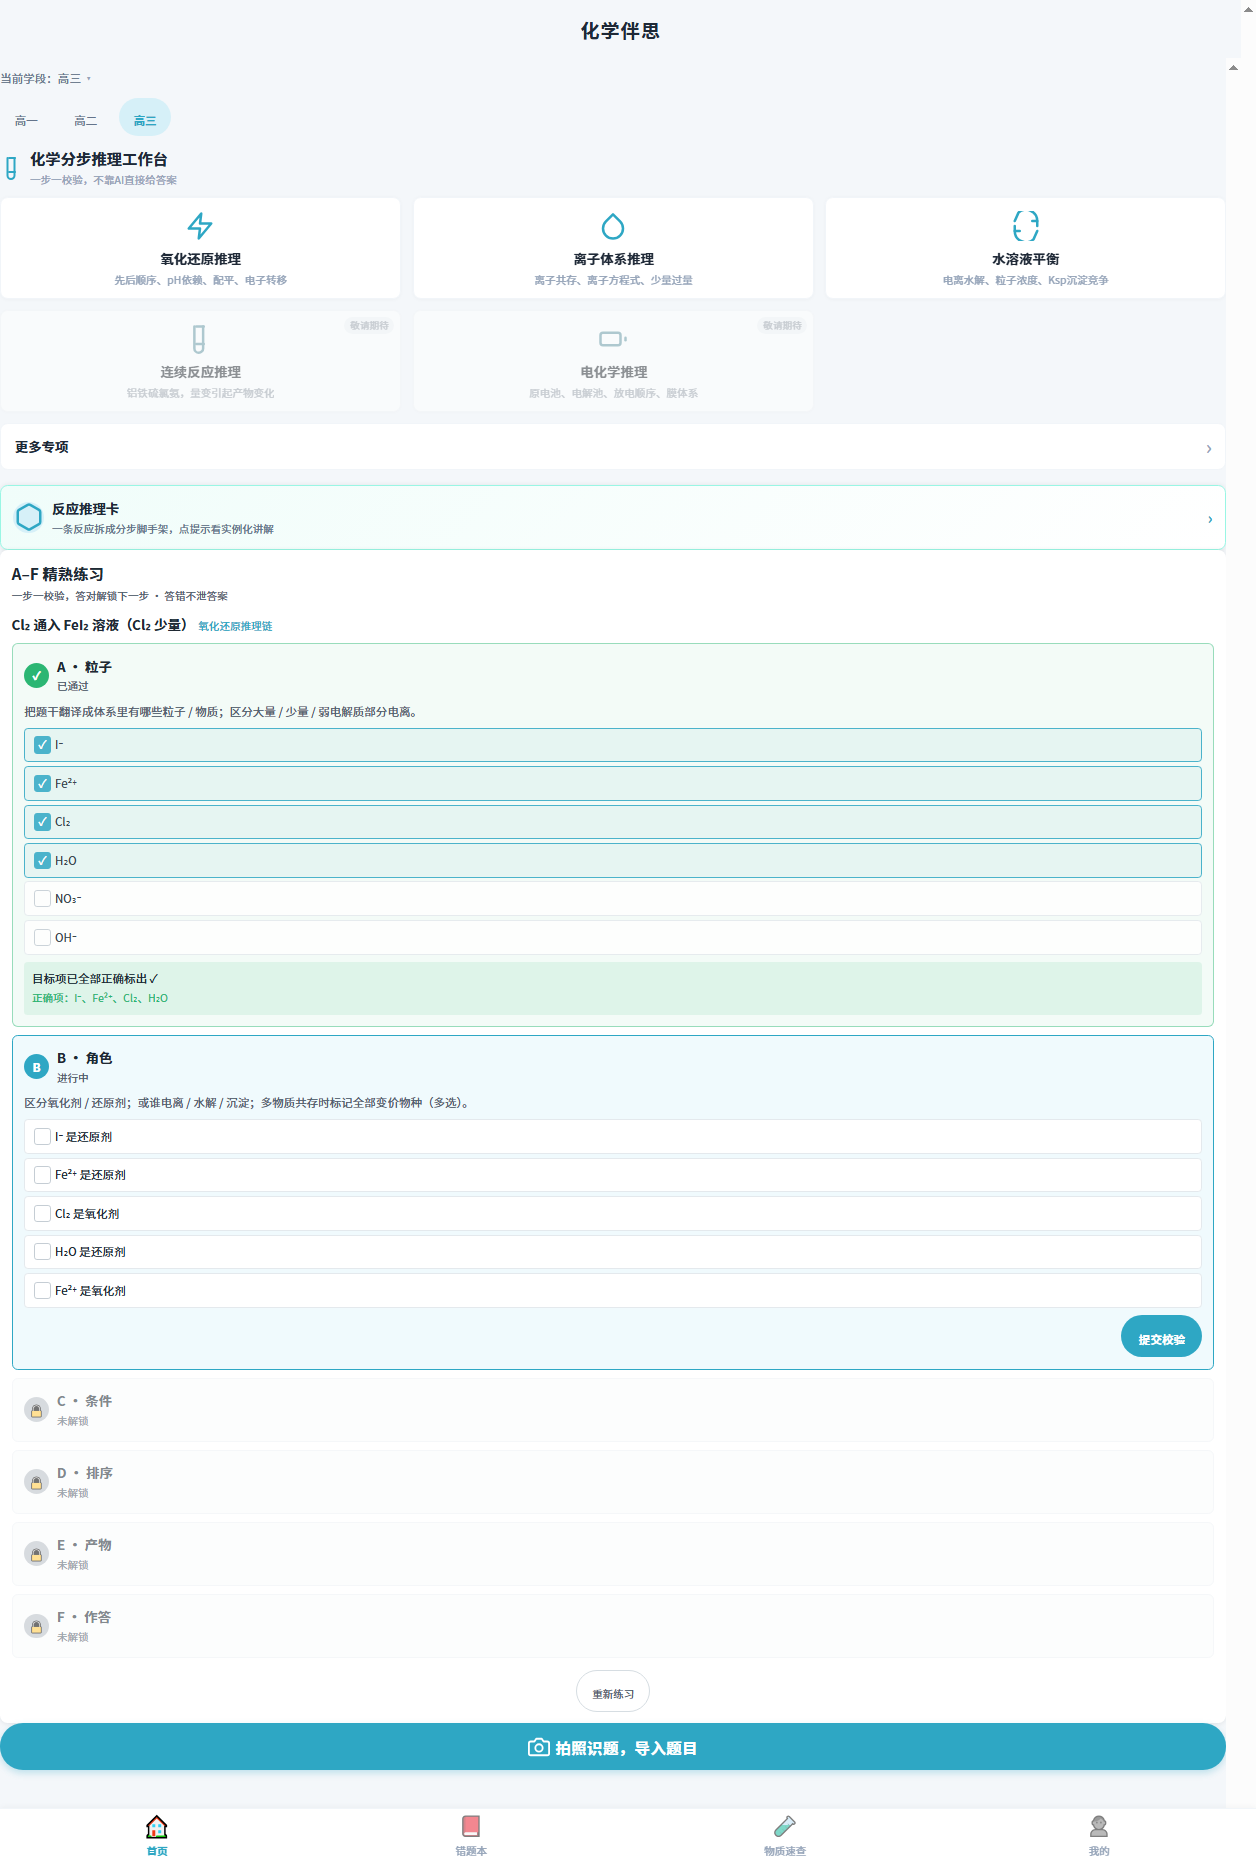 化学伴思
当前学段：高三
高一 高二 高三
化学分步推理工作台
一步一校验，不靠AI直接给答案
氧化还原推理
先后顺序、pH依赖、配平、电子转移
离子体系推理
离子共存、离子方程式、少量过量
水溶液平衡
电离水解、粒子浓度、Ksp沉淀竞争
敬请期待
连续反应推理
铝铁硫氯氮，量变引起产物变化
敬请期待
电化学推理
原电池、电解池、放电顺序、膜体系
更多专项
反应推理卡
一条反应拆成分步脚手架，点提示看实例化讲解
A–F 精熟练习
一步一校验，答对解锁下一步 · 答错不泄答案
Cl₂ 通入 FeI₂ 溶液（Cl₂ 少量） 氧化还原推理链
A · 粒子
已通过
把题干翻译成体系里有哪些粒子 / 物质；区分大量 / 少量 / 弱电解质部分电离。
I⁻
Fe²⁺
Cl₂
H₂O
NO₃⁻
OH⁻
目标项已全部正确标出 ✓
正确项：I⁻、Fe²⁺、Cl₂、H₂O
B
B · 角色
进行中
区分氧化剂 / 还原剂；或谁电离 / 水解 / 沉淀；多物质共存时标记全部变价物种（多选）。
I⁻ 是还原剂
Fe²⁺ 是还原剂
Cl₂ 是氧化剂
H₂O 是还原剂
Fe²⁺ 是氧化剂
提交校验
C · 条件
未解锁
D · 排序
未解锁
E · 产物
未解锁
F · 作答
未解锁
重新练习
拍照识题，导入题目
首页 错题本 物质速查 我的